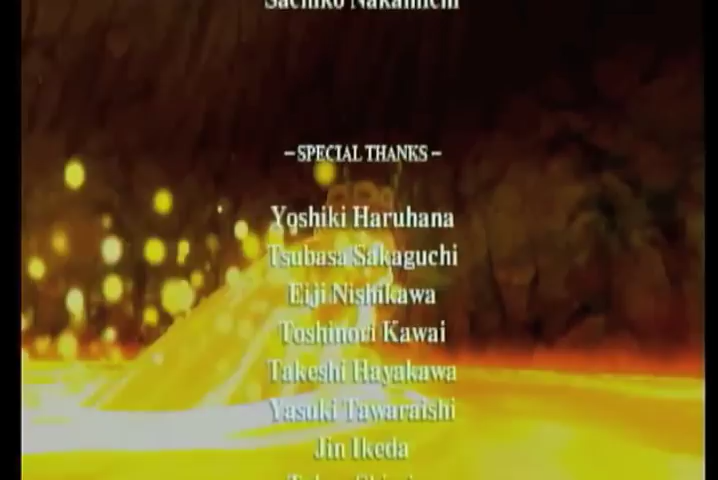 Sachiko Nakamichi
-SPECIAL THANKS-
Yoshiki Haruhana
Tsubasa Sakaguchi
Eiji Nishikawa
Toshinori Kawai
Takeshi Hayakawa
Yasuki Tawaraishi
Jin Ikeda